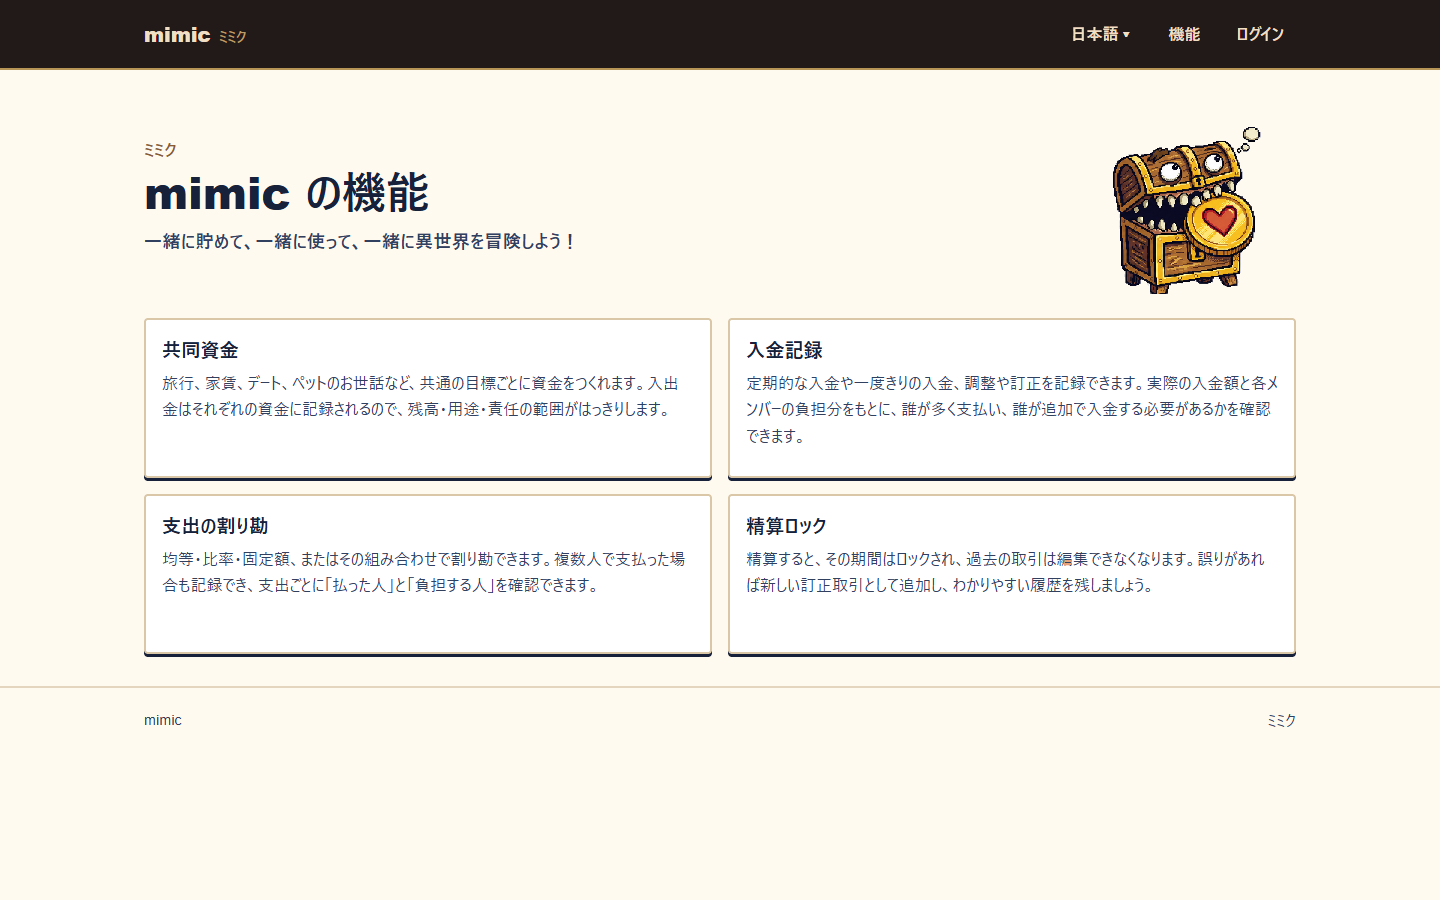 mimic ミミク
日本語 ▾
機能
ログイン
ミミク
mimic の機能
一緒に貯めて、一緒に使って、一緒に異世界を冒険しよう！
共同資金
旅行、家賃、デート、ペットのお世話など、共通の目標ごとに資金をつくれます。入出
金はそれぞれの資金に記録されるので、残高・用途・責任の範囲がはっきりします。
入金記録
定期的な入金や一度きりの入金、調整や訂正を記録できます。実際の入金額と各メ
ンバーの負担分をもとに、誰が多く支払い、誰が追加で入金する必要があるかを確認
できます。
支出の割り勘
均等・比率・固定額、またはその組み合わせで割り勘できます。複数人で支払った場
合も記録でき、支出ごとに「払った人」と「負担する人」を確認できます。
精算ロック
精算すると、その期間はロックされ、過去の取引は編集できなくなります。誤りがあれ
ば新しい訂正取引として追加し、わかりやすい履歴を残しましょう。
mimic
ミミク